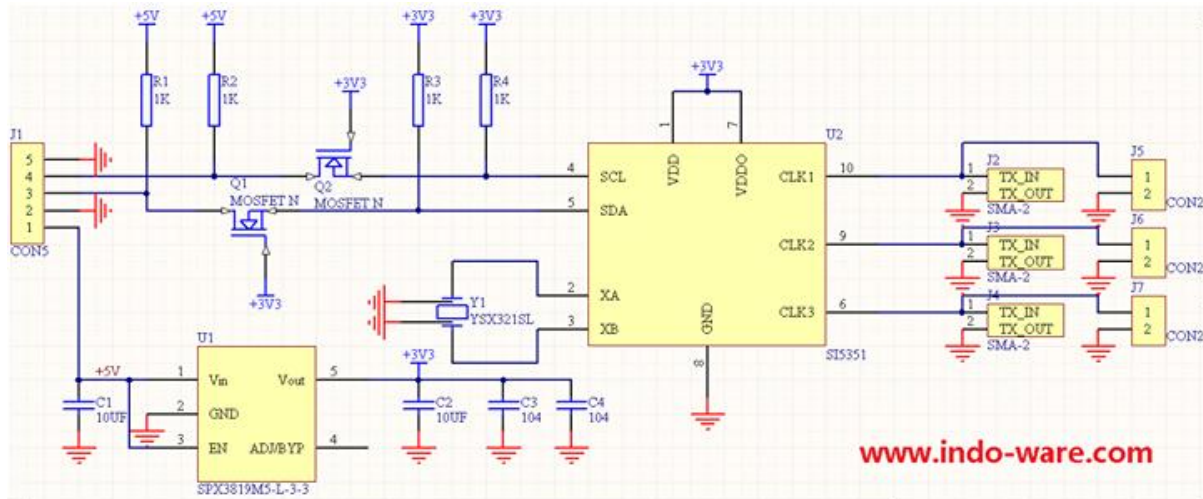 +5V
+5V
+3V3
+3V3
R1
1K
R2
1K
+3V3
R3
1K
R4
1K
+3V3
J1
5
4
3
2
1
CON5
Q1
MOSFET N
Q2
MOSFET N
+3V3
1
7
U2
VDD
VDDO
4
SCL
5
SDA
2
XA
3
XB
GND
8
CLK1
10
CLK2
9
CLK3
6
SI5351
J2
1
2
TX_IN
TX_OUT
SMA-2
J3
1
2
TX_IN
TX_OUT
SMA-2
J4
1
2
TX_IN
TX_OUT
SMA-2
J5
1
2
CON2
J6
1
2
CON2
J7
1
2
CON2
Y1
YSX321SL
U1
+5V
1
Vin
Vout
5
2
GND
3
EN
ADJ/BYP
4
SPX3819M5-L-3-3
C1
10UF
+3V3
C2
10UF
C3
104
C4
104
www.indo-ware.com